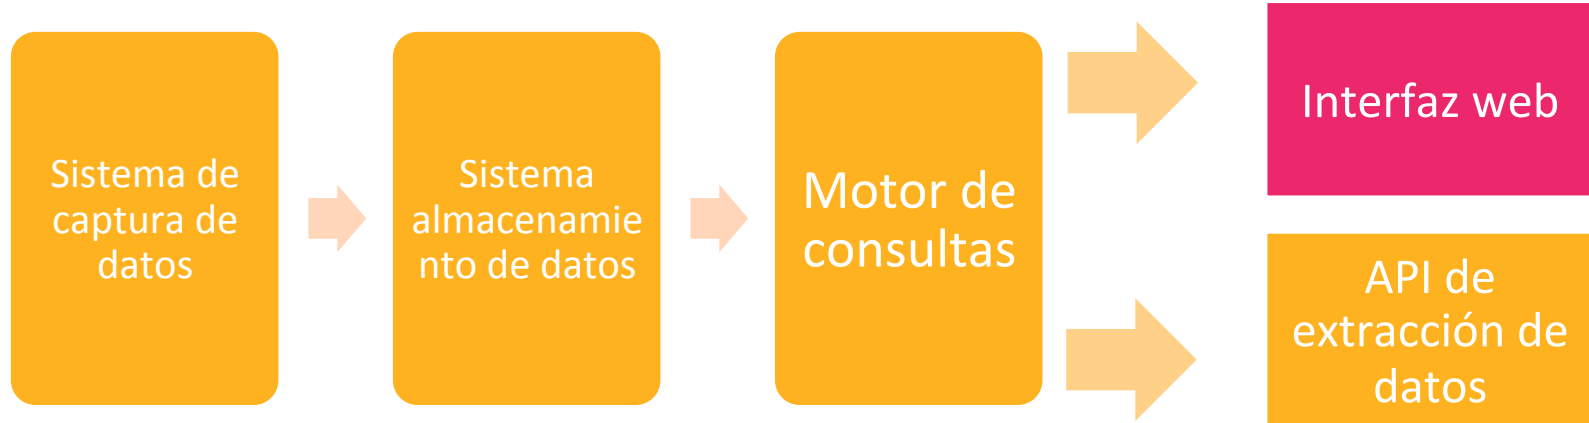 Sistema de
captura de
datos
Sistema
almacenamie
nto de datos
Motor de
consultas
Interfaz web
API de
extracción de
datos